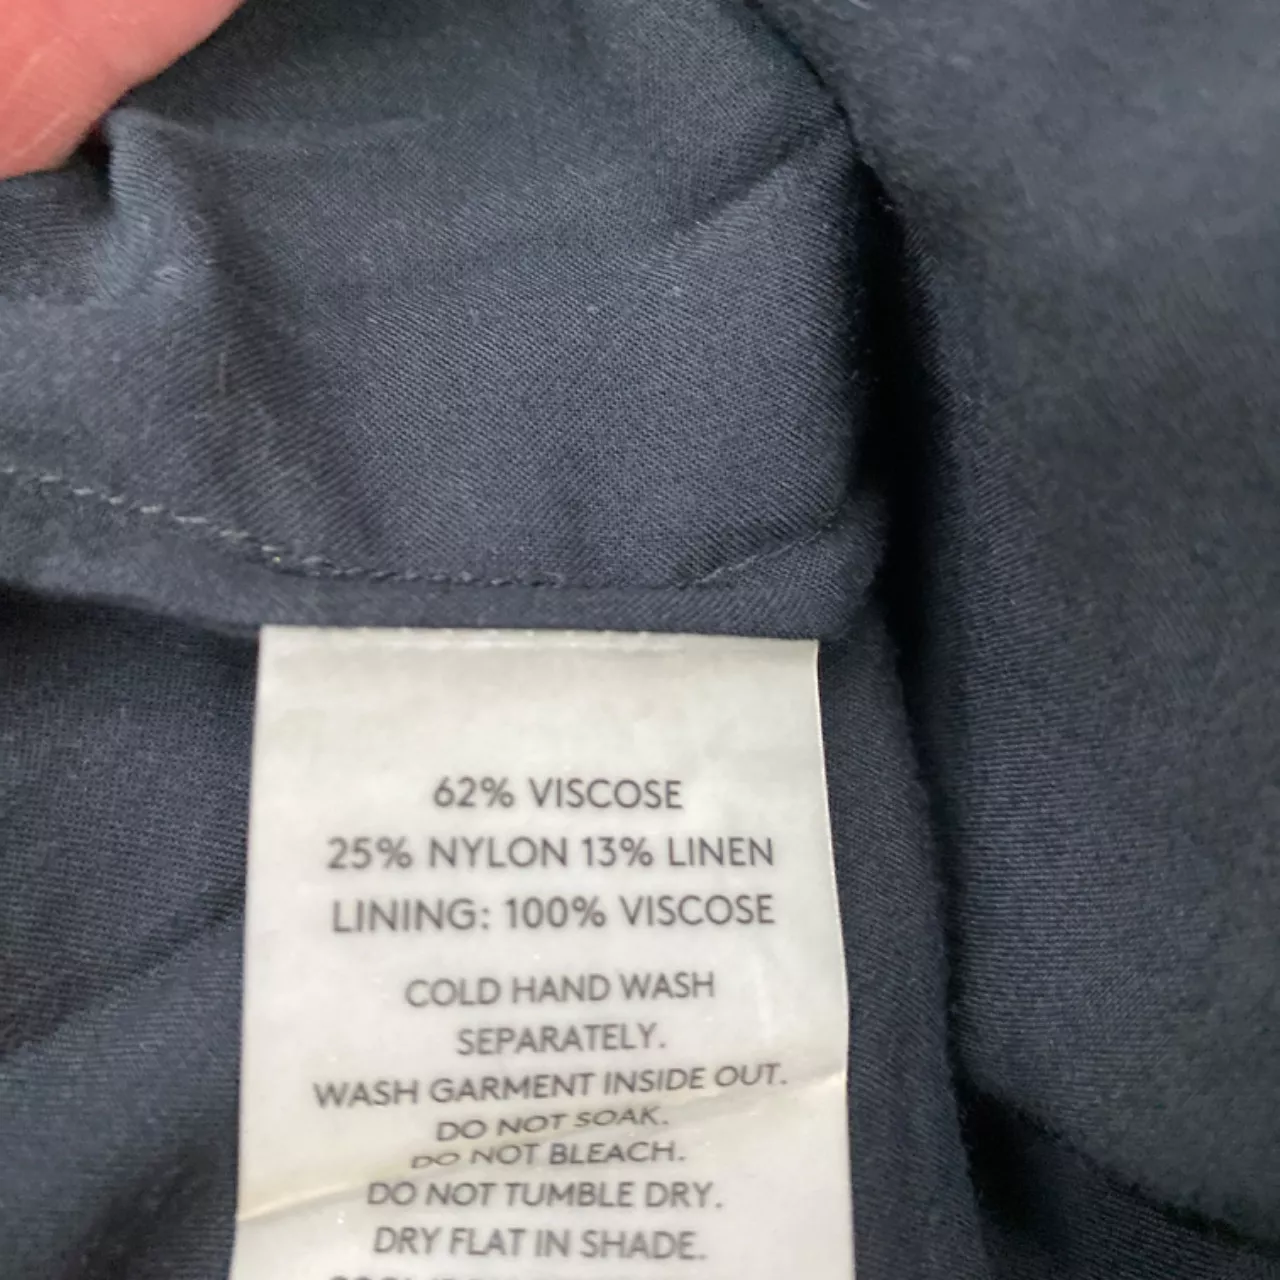 62% VISCOSE
25% NYLON 13% LINEN
LINING: 100% VISCOSE
COLD HAND WASH
SEPARATELY.
WASH GARMENT INSIDE OUT.
DO NOT SOAK.
DO NOT BLEACH.
DO NOT TUMBLE DRY.
DRY FLAT IN SHADE.